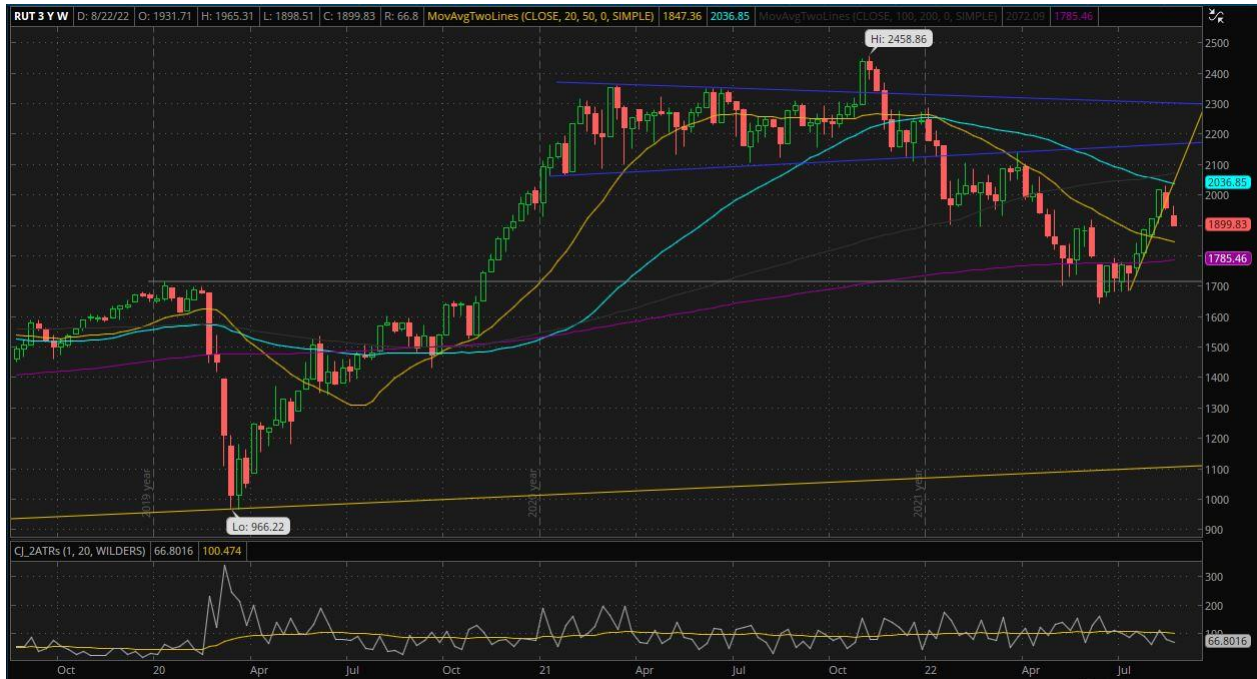 RUT 3 Y W D: 8/22/22 O: 1931.71 H: 1965.31 L: 1898.51 C: 1899.83 R: 66.8 MovAvgTwoLines (CLOSE, 20, 50, 0, SIMPLE) 1847.36 2036.85 MovAvgTwoLines (CLOSE, 100, 200, 0, SIMPLE) 2072.09 1785.46
Hi: 2458.86
2500
2400
2300
2200
2100
2036.85
2000
1899.83
1785.46
1700
1600
1500
1400
1300
1200
1100
1000
900
2019 year
2020 year
2021 year
Lo: 966.22
CJ_2ATRs (1, 20, WILDERS) 66.8016 100.474
300
200
100
66.8016
Oct 20 Apr Jul Oct 21 Apr Jul Oct 22 Apr Jul